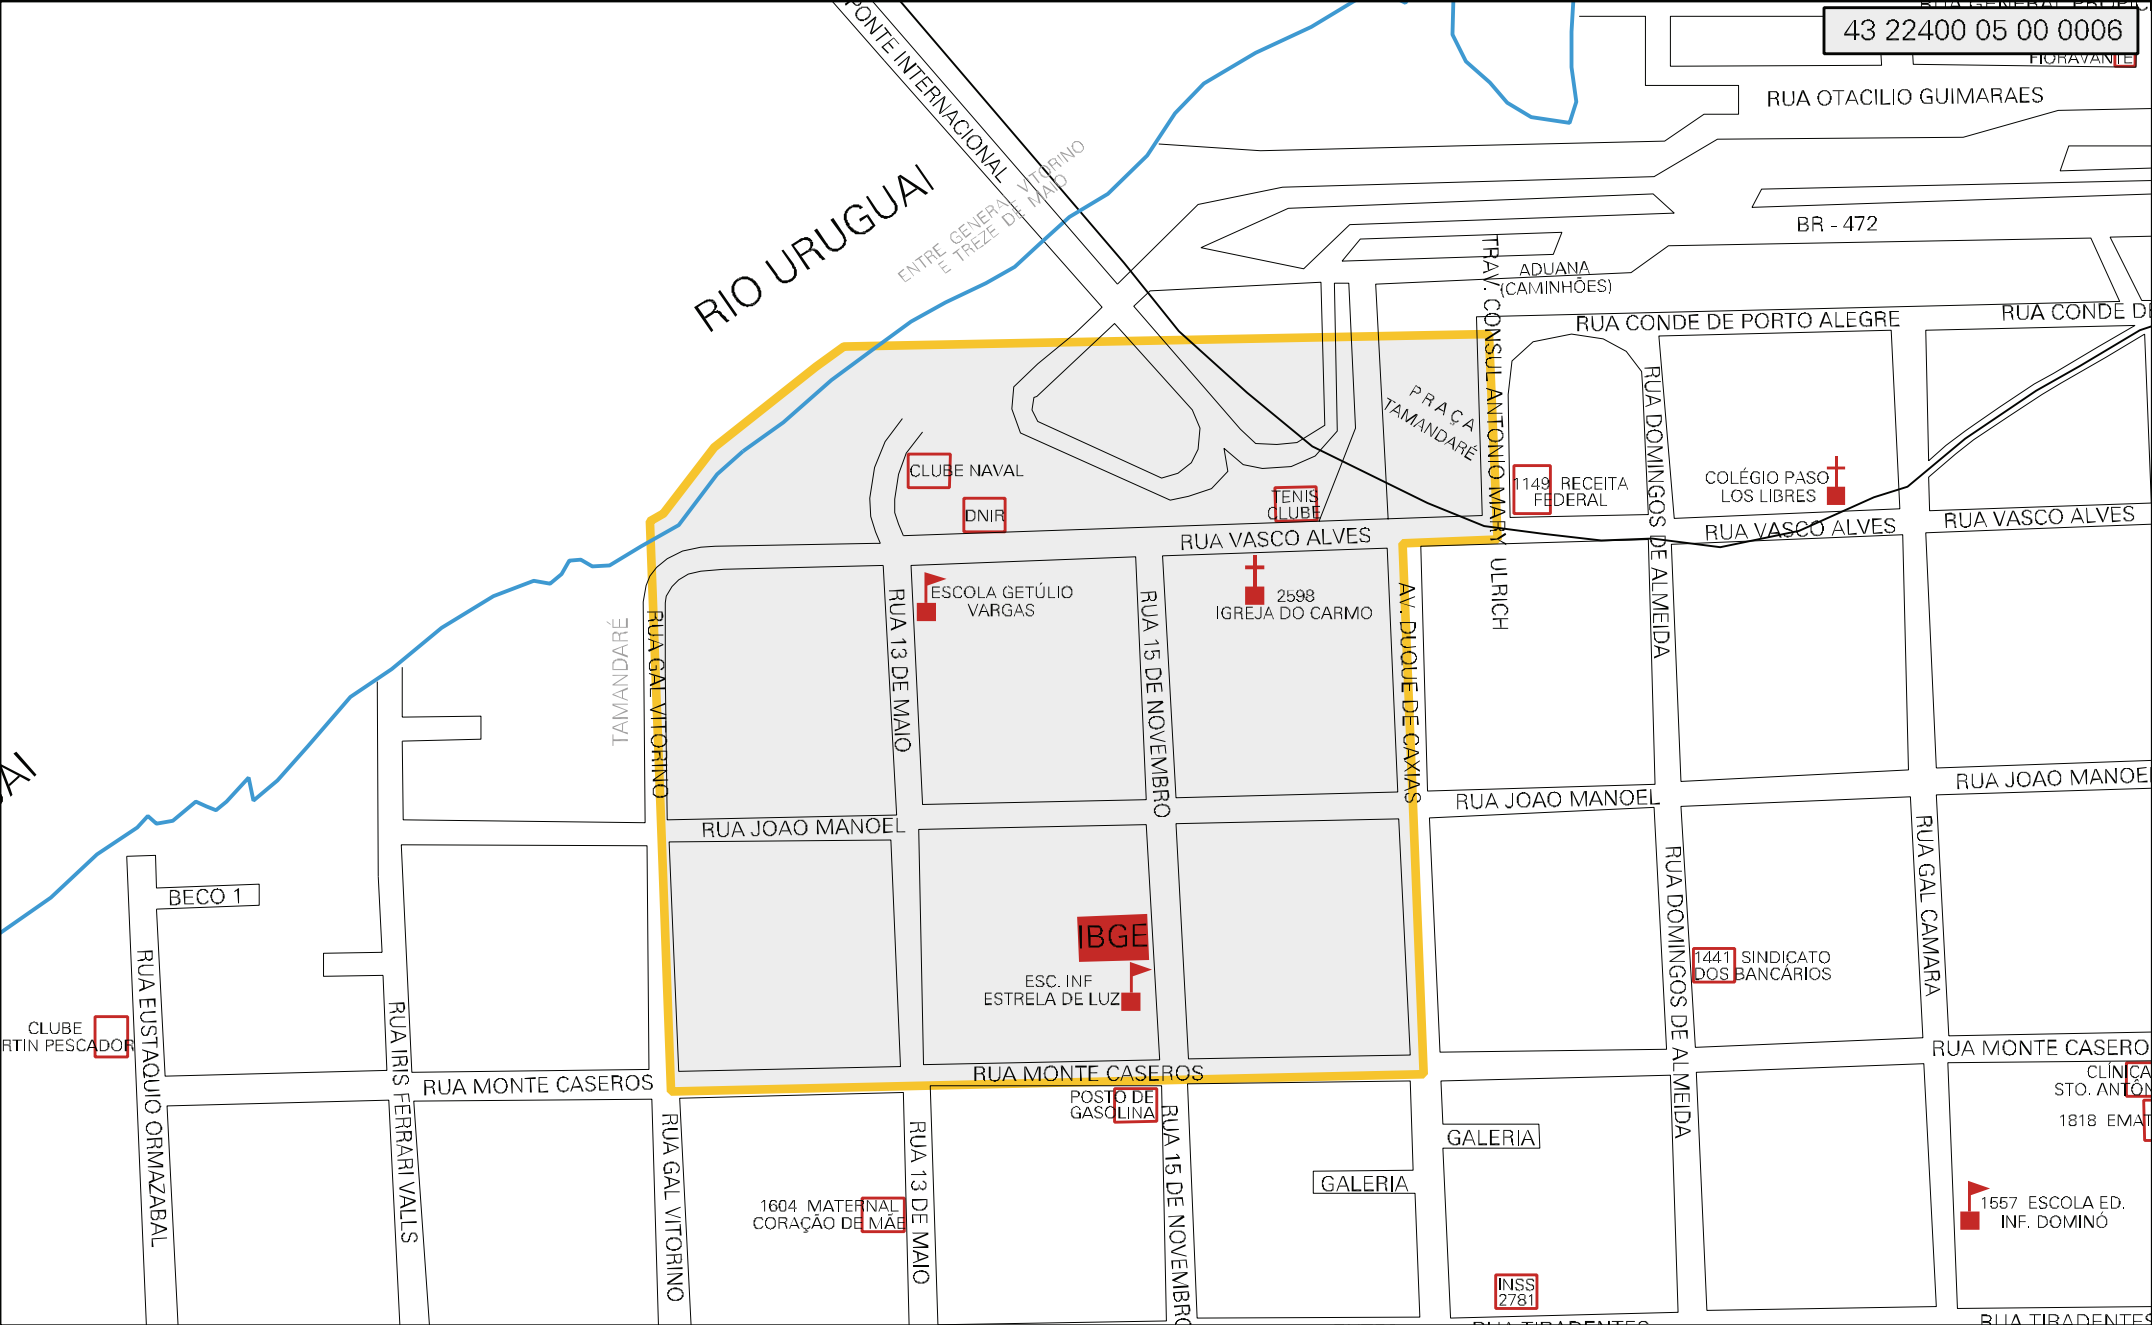 PONTE INTERNACIONAL
43 22400 05 00 0006
FIORAVANTE
RUA OTACILIO GUIMARAES
RIO URUGUAI
ENTRE GENERAL VITORINO
E TREZE DE MAIO
BR - 472
TRAV. CONSUL ANTONIO MARY ULRICH
ADUANA
(CAMINHÕES)
RUA CONDE DE PORTO ALEGRE
RUA CONDE DE
PRAÇA
TAMANDARÉ
RUA DOMINGOS DE ALMEIDA
CLUBE NAVAL
DNIR
TENIS
CLUBE
1149 RECEITA
FEDERAL
COLÉGIO PASO
LOS LIBRES
RUA VASCO ALVES
RUA VASCO ALVES
RUA VASCO ALVES
ESCOLA GETÚLIO
VARGAS
2598
IGREJA DO CARMO
TAMANDARÉ
RUA GAL VITORINO
RUA 13 DE MAIO
RUA 15 DE NOVEMBRO
AV. DUQUE DE CAXIAS
AI
RUA JOAO MANOEL
RUA JOAO MANOEL
RUA JOAO MANOEL
BECO 1
RUA EUSTAQUIO ORMAZABAL
RUA IRIS FERRARI VALLS
IBGE
ESC. INF
ESTRELA DE LUZ
RUA DOMINGOS DE ALMEIDA
RUA GAL CAMARA
1441 SINDICATO
DOS BANCÁRIOS
CLUBE
RTIN PESCADOR
RUA MONTE CASEROS
RUA MONTE CASEROS
RUA MONTE CASERO
CLÍNICA
STO. ANTÔN
1818 EMAT
POSTO DE
GASOLINA
RUA GAL VITORINO
RUA 13 DE MAIO
RUA 15 DE NOVEMBRO
GALERIA
GALERIA
1604 MATERNAL
CORAÇÃO DE MÃE
1557 ESCOLA ED.
INF. DOMINÓ
INSS
2781
RUA TIRADENTES
RUA TIRADENTES